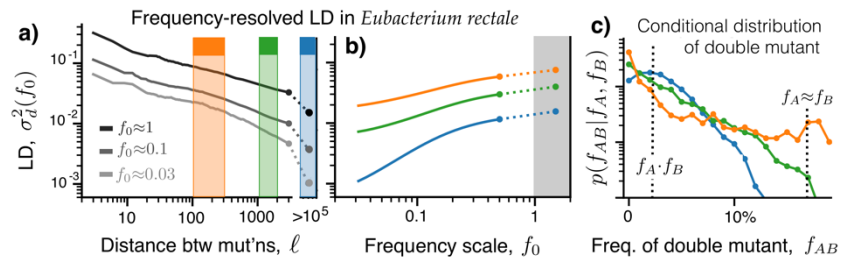 Frequency-resolved LD in Eubacterium rectale
a)
LD, σ²_d(f₀)
10⁻¹
10⁻²
10⁻³
f₀≈1
f₀≈0.1
f₀≈0.03
10
100
1000
>10⁵
Distance btw mut'ns, ℓ
b)
0.1
1
Frequency scale, f₀
c)
Conditional distribution
of double mutant
p(f_AB|f_A, f_B)
f_A≈f_B
f_A·f_B
0
10%
Freq. of double mutant, f_AB